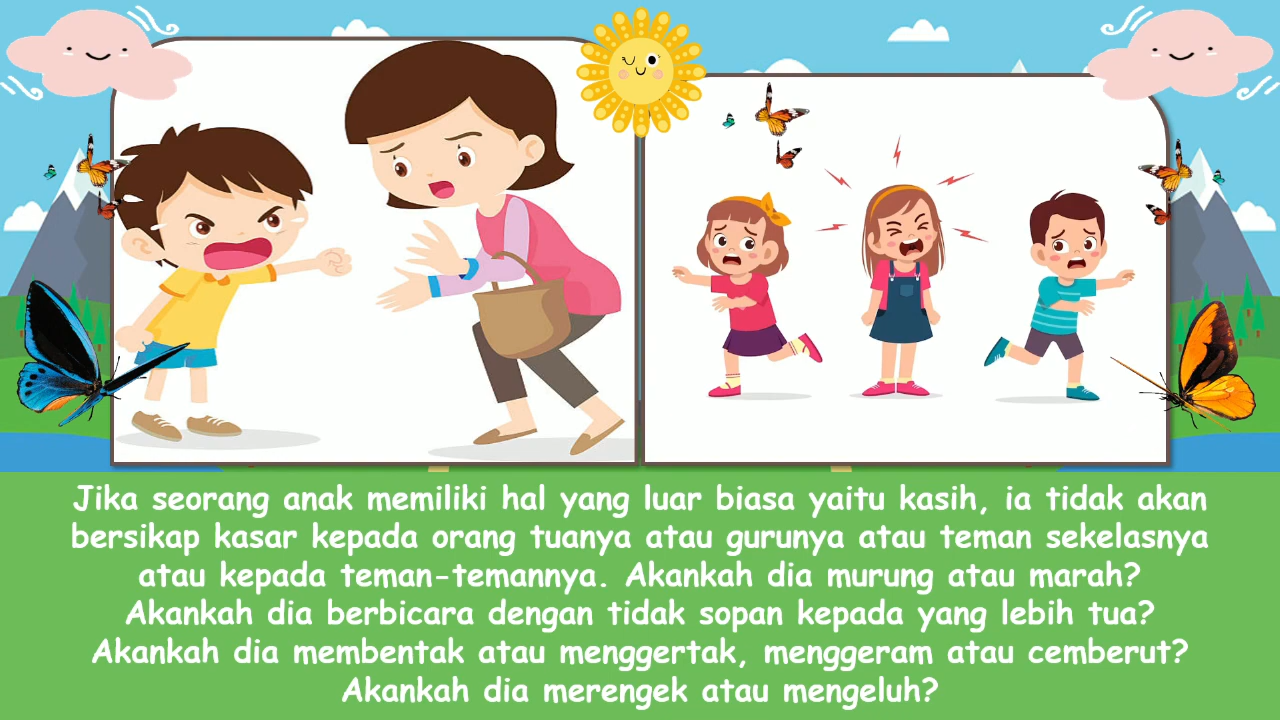 Jika seorang anak memiliki hal yang luar biasa yaitu kasih, ia tidak akan
bersikap kasar kepada orang tuanya atau gurunya atau teman sekelasnya
atau kepada teman-temannya. Akankah dia murung atau marah?
Akankah dia berbicara dengan tidak sopan kepada yang lebih tua?
Akankah dia membentak atau menggertak, menggeram atau cemberut?
Akankah dia merengek atau mengeluh?